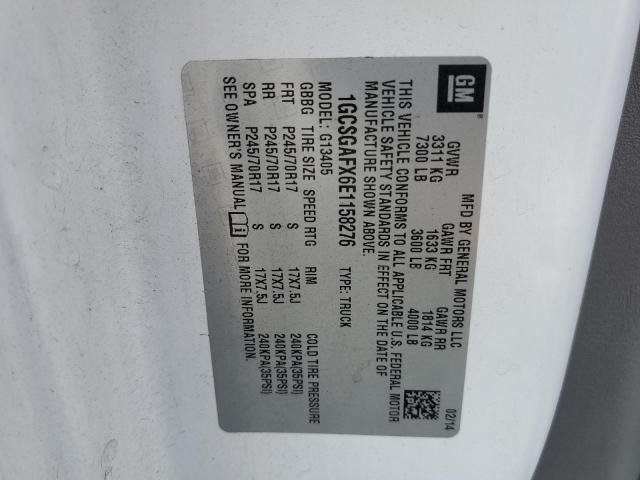 GM
MFD BY GENERAL MOTORS LLC
02/14
GVWR GAWR FRT GAWR RR
3311 KG 1633 KG 1814 KG
7300 LB 3600 LB 4000 LB
THIS VEHICLE CONFORMS TO ALL APPLICABLE U.S. FEDERAL MOTOR
VEHICLE SAFETY STANDARDS IN EFFECT ON THE DATE OF
MANUFACTURE SHOWN ABOVE.
1GCSGAFX6E1158276 TYPE: TRUCK
MODEL: G13405
GBBG TIRE SIZE SPEED RTG RIM COLD TIRE PRESSURE
FRT P245/70R17 S 17X7.5J 240KPA(35PSI)
RR P245/70R17 S 17X7.5J 240KPA(35PSI)
SPA P245/70R17 S 17X7.5J 240KPA(35PSI)
SEE OWNER'S MANUAL FOR MORE INFORMATION.